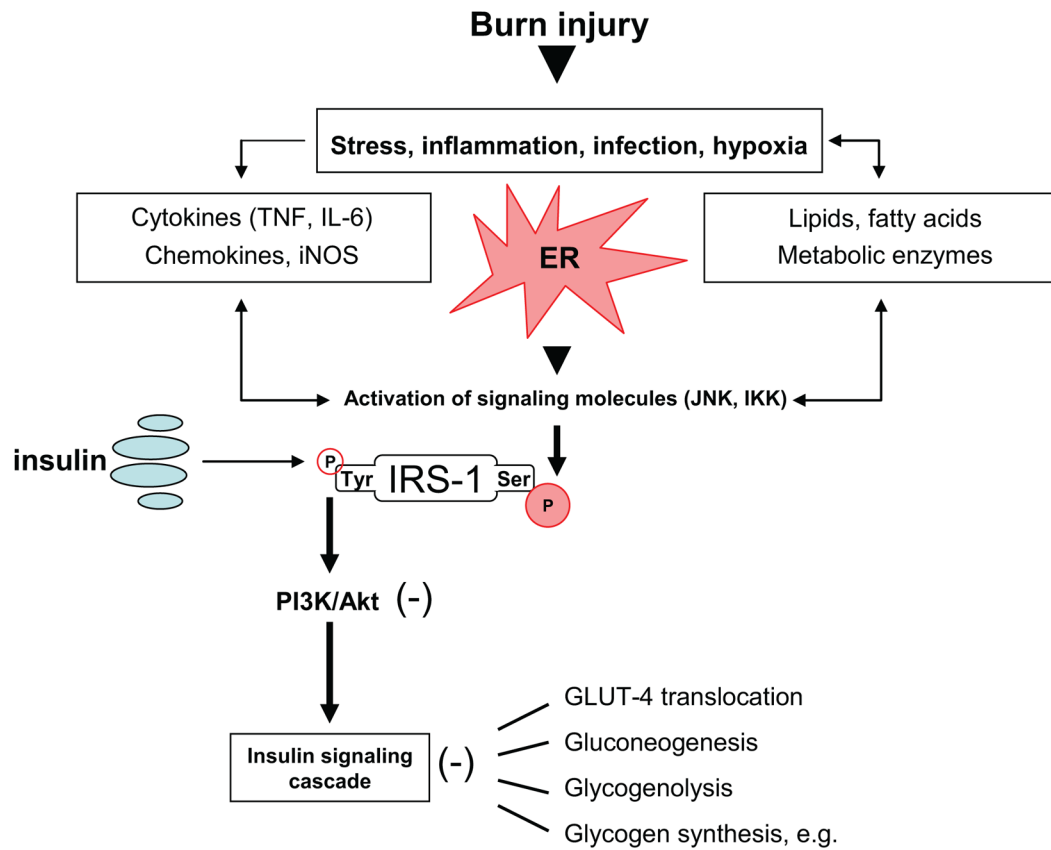 Burn injury
Stress, inflammation, infection, hypoxia
Cytokines (TNF, IL-6)
Chemokines, iNOS
ER
Lipids, fatty acids
Metabolic enzymes
Activation of signaling molecules (JNK, IKK)
insulin
P
Tyr
IRS-1
Ser
P
PI3K/Akt (-)
Insulin signaling
cascade
(-)
GLUT-4 translocation
Gluconeogenesis
Glycogenolysis
Glycogen synthesis, e.g.